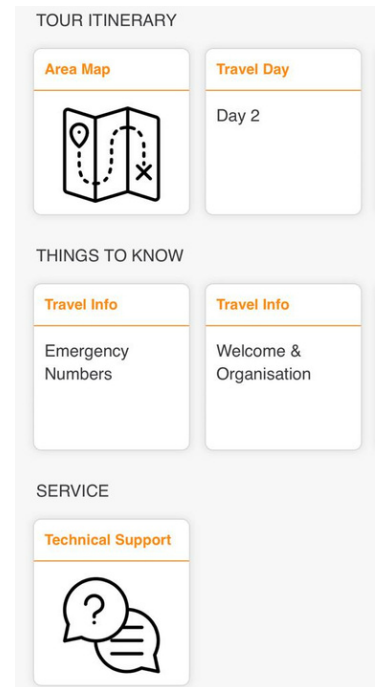 TOUR ITINERARY
Area Map
Travel Day
Day 2
THINGS TO KNOW
Travel Info
Travel Info
Emergency
Numbers
Welcome &
Organisation
SERVICE
Technical Support
?